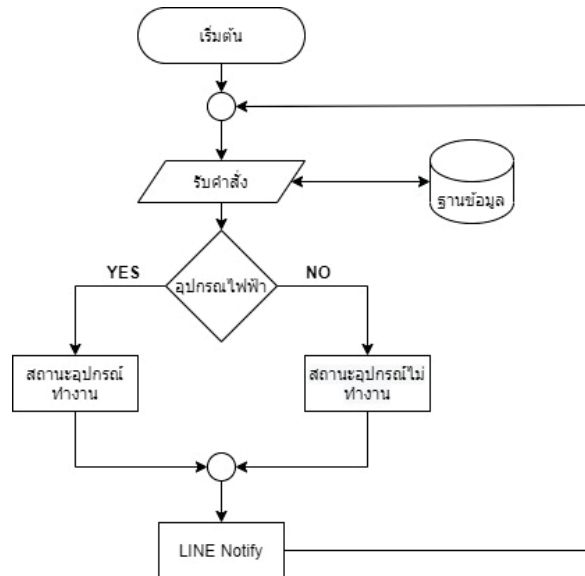 เริ่มต้น
รับคำสั่ง
ฐานข้อมูล
YES
อุปกรณไฟฟ้า
NO
สถานะอุปกรณ์
ทำงาน
สถานะอุปกรณ์ไม่
ทำงาน
LINE Notify